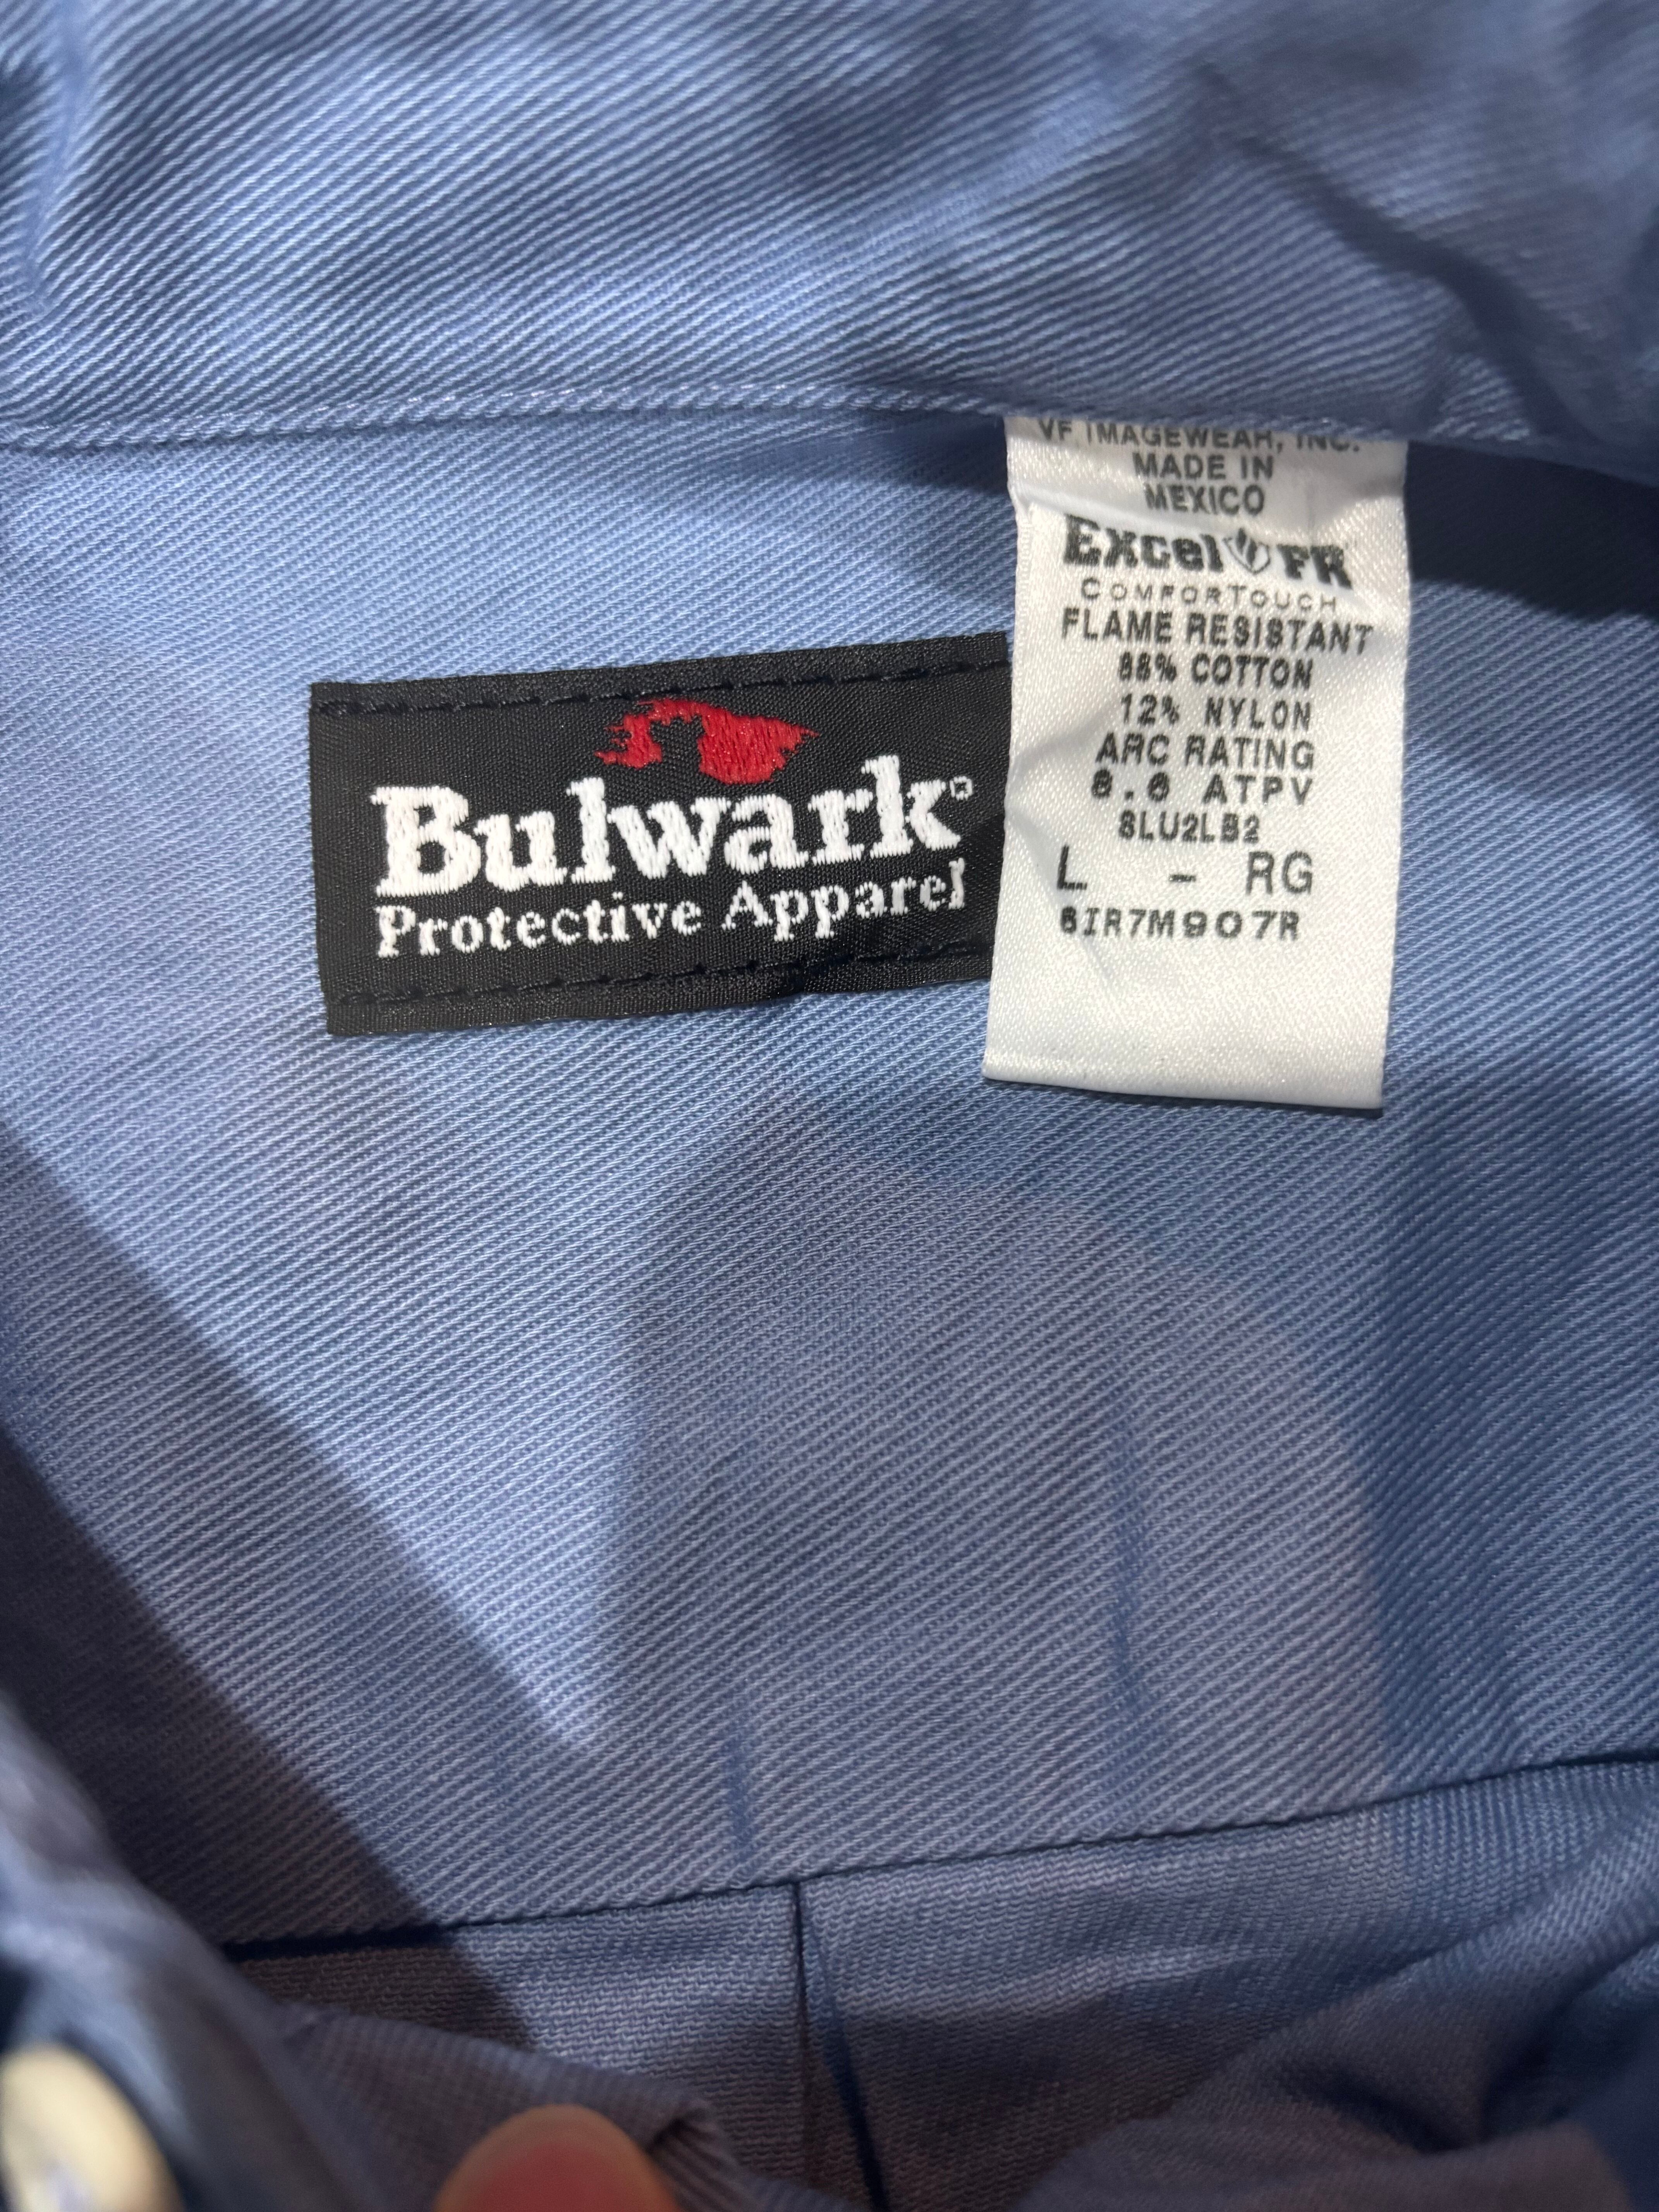 VF IMAGEWEAR, INC.
MADE IN
MEXICO
Excel FR
COMFORTOUCH
FLAME RESISTANT
88% COTTON
12% NYLON
ARC RATING
8.6 ATPV
SLU2LB2
L - RG
6IR7M907R
Bulwark®
Protective Apparel